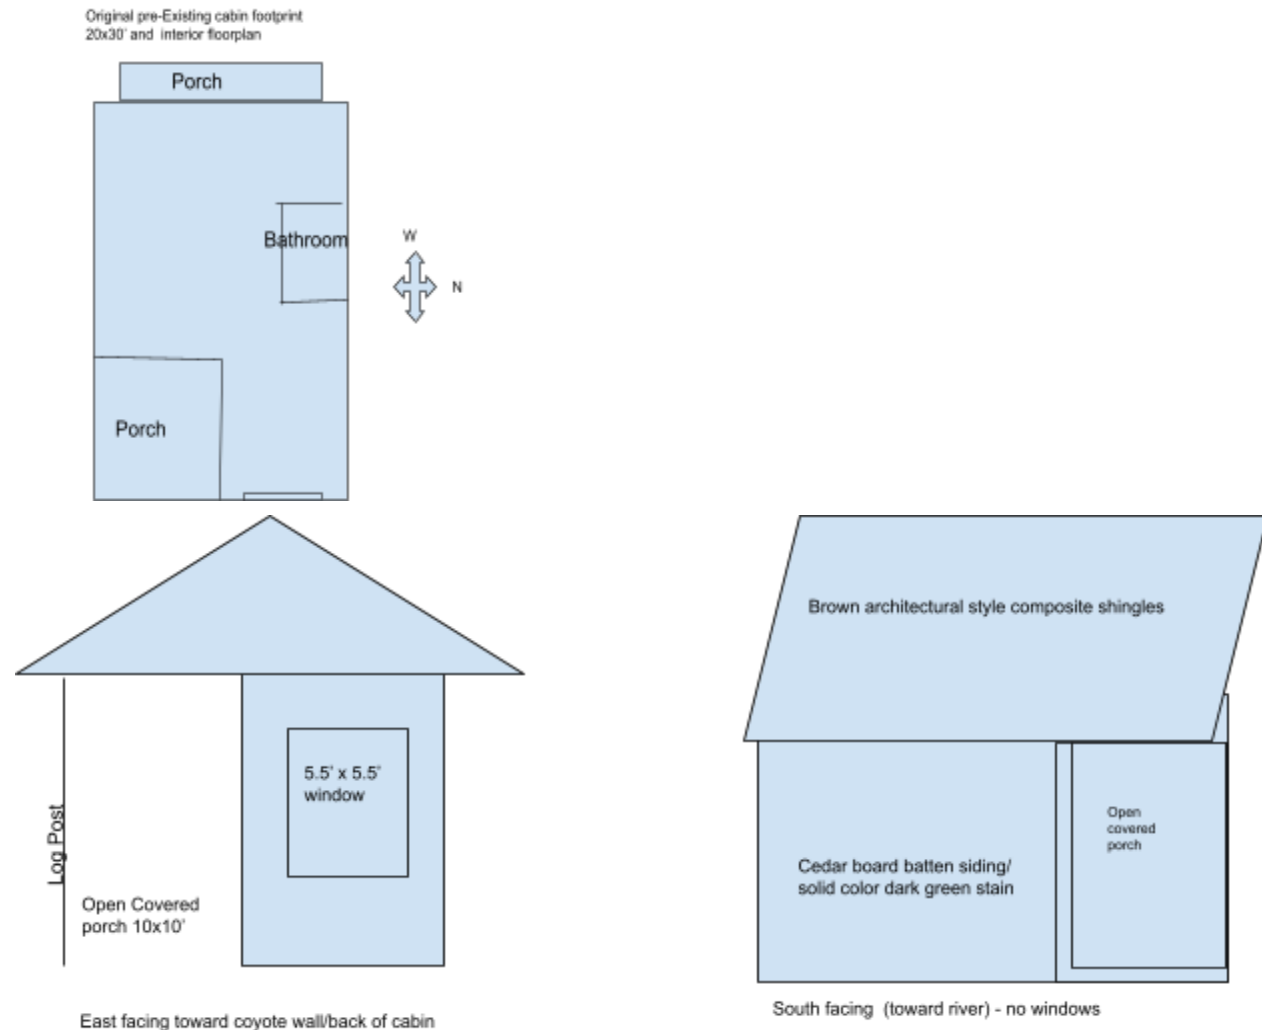 Original pre-Existing cabin footprint
20x30' and interior floorplan
Porch
Bathroom
W
N
Porch
5.5' x 5.5'
window
Log Post
Open Covered
porch 10x10'
East facing toward coyote wall/back of cabin
Brown architectural style composite shingles
Open
covered
porch
Cedar board batten siding/
solid color dark green stain
South facing (toward river) - no windows